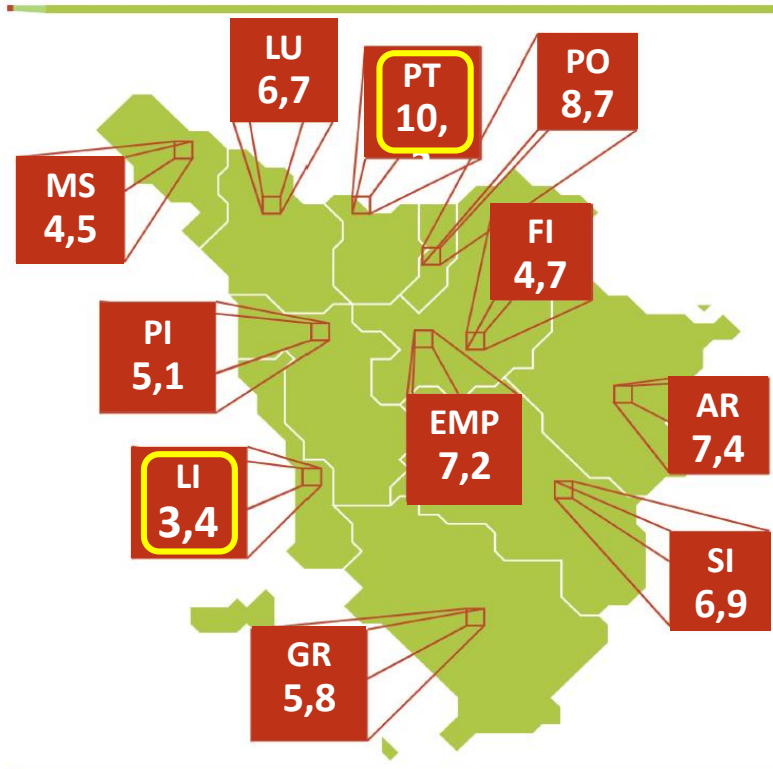 LU
6,7
PT
10,
PO
8,7
MS
4,5
FI
4,7
PI
5,1
AR
7,4
EMP
7,2
LI
3,4
SI
6,9
GR
5,8